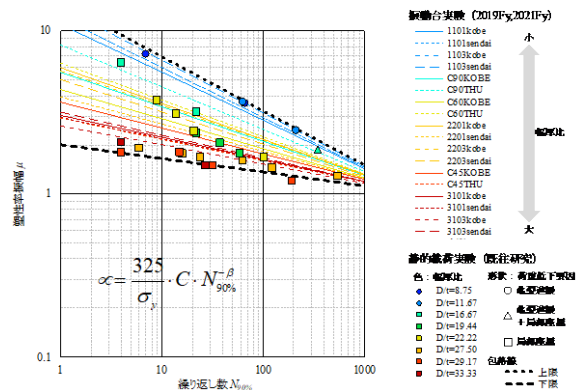 振動台実験 (2019Fy,2021Fy)
1101kobe
1101sendai
1103kobe
1103sendai
C90KOBE
C90THU
C60KOBE
C60THU
2201kobe
2201sendai
2203kobe
2203sendai
C45KOBE
C45THU
3101kobe
3101sendai
3103kobe
3103sendai
小
幅厚比
大
静的載荷実験 (既往研究)
色：幅厚比
D/t=8.75
D/t=11.67
D/t=16.67
D/t=19.44
D/t=22.22
D/t=27.50
D/t=29.17
D/t=33.33
形状：荷重低下要因
亀裂進展
亀裂進展
+局部座屈
局部座屈
包絡線
上限
下限
10
1
0.1
塑性率振幅 μ
1
10
100
1000
繰り返し数 N90%
∝= 325/σy · C · N90%^-β